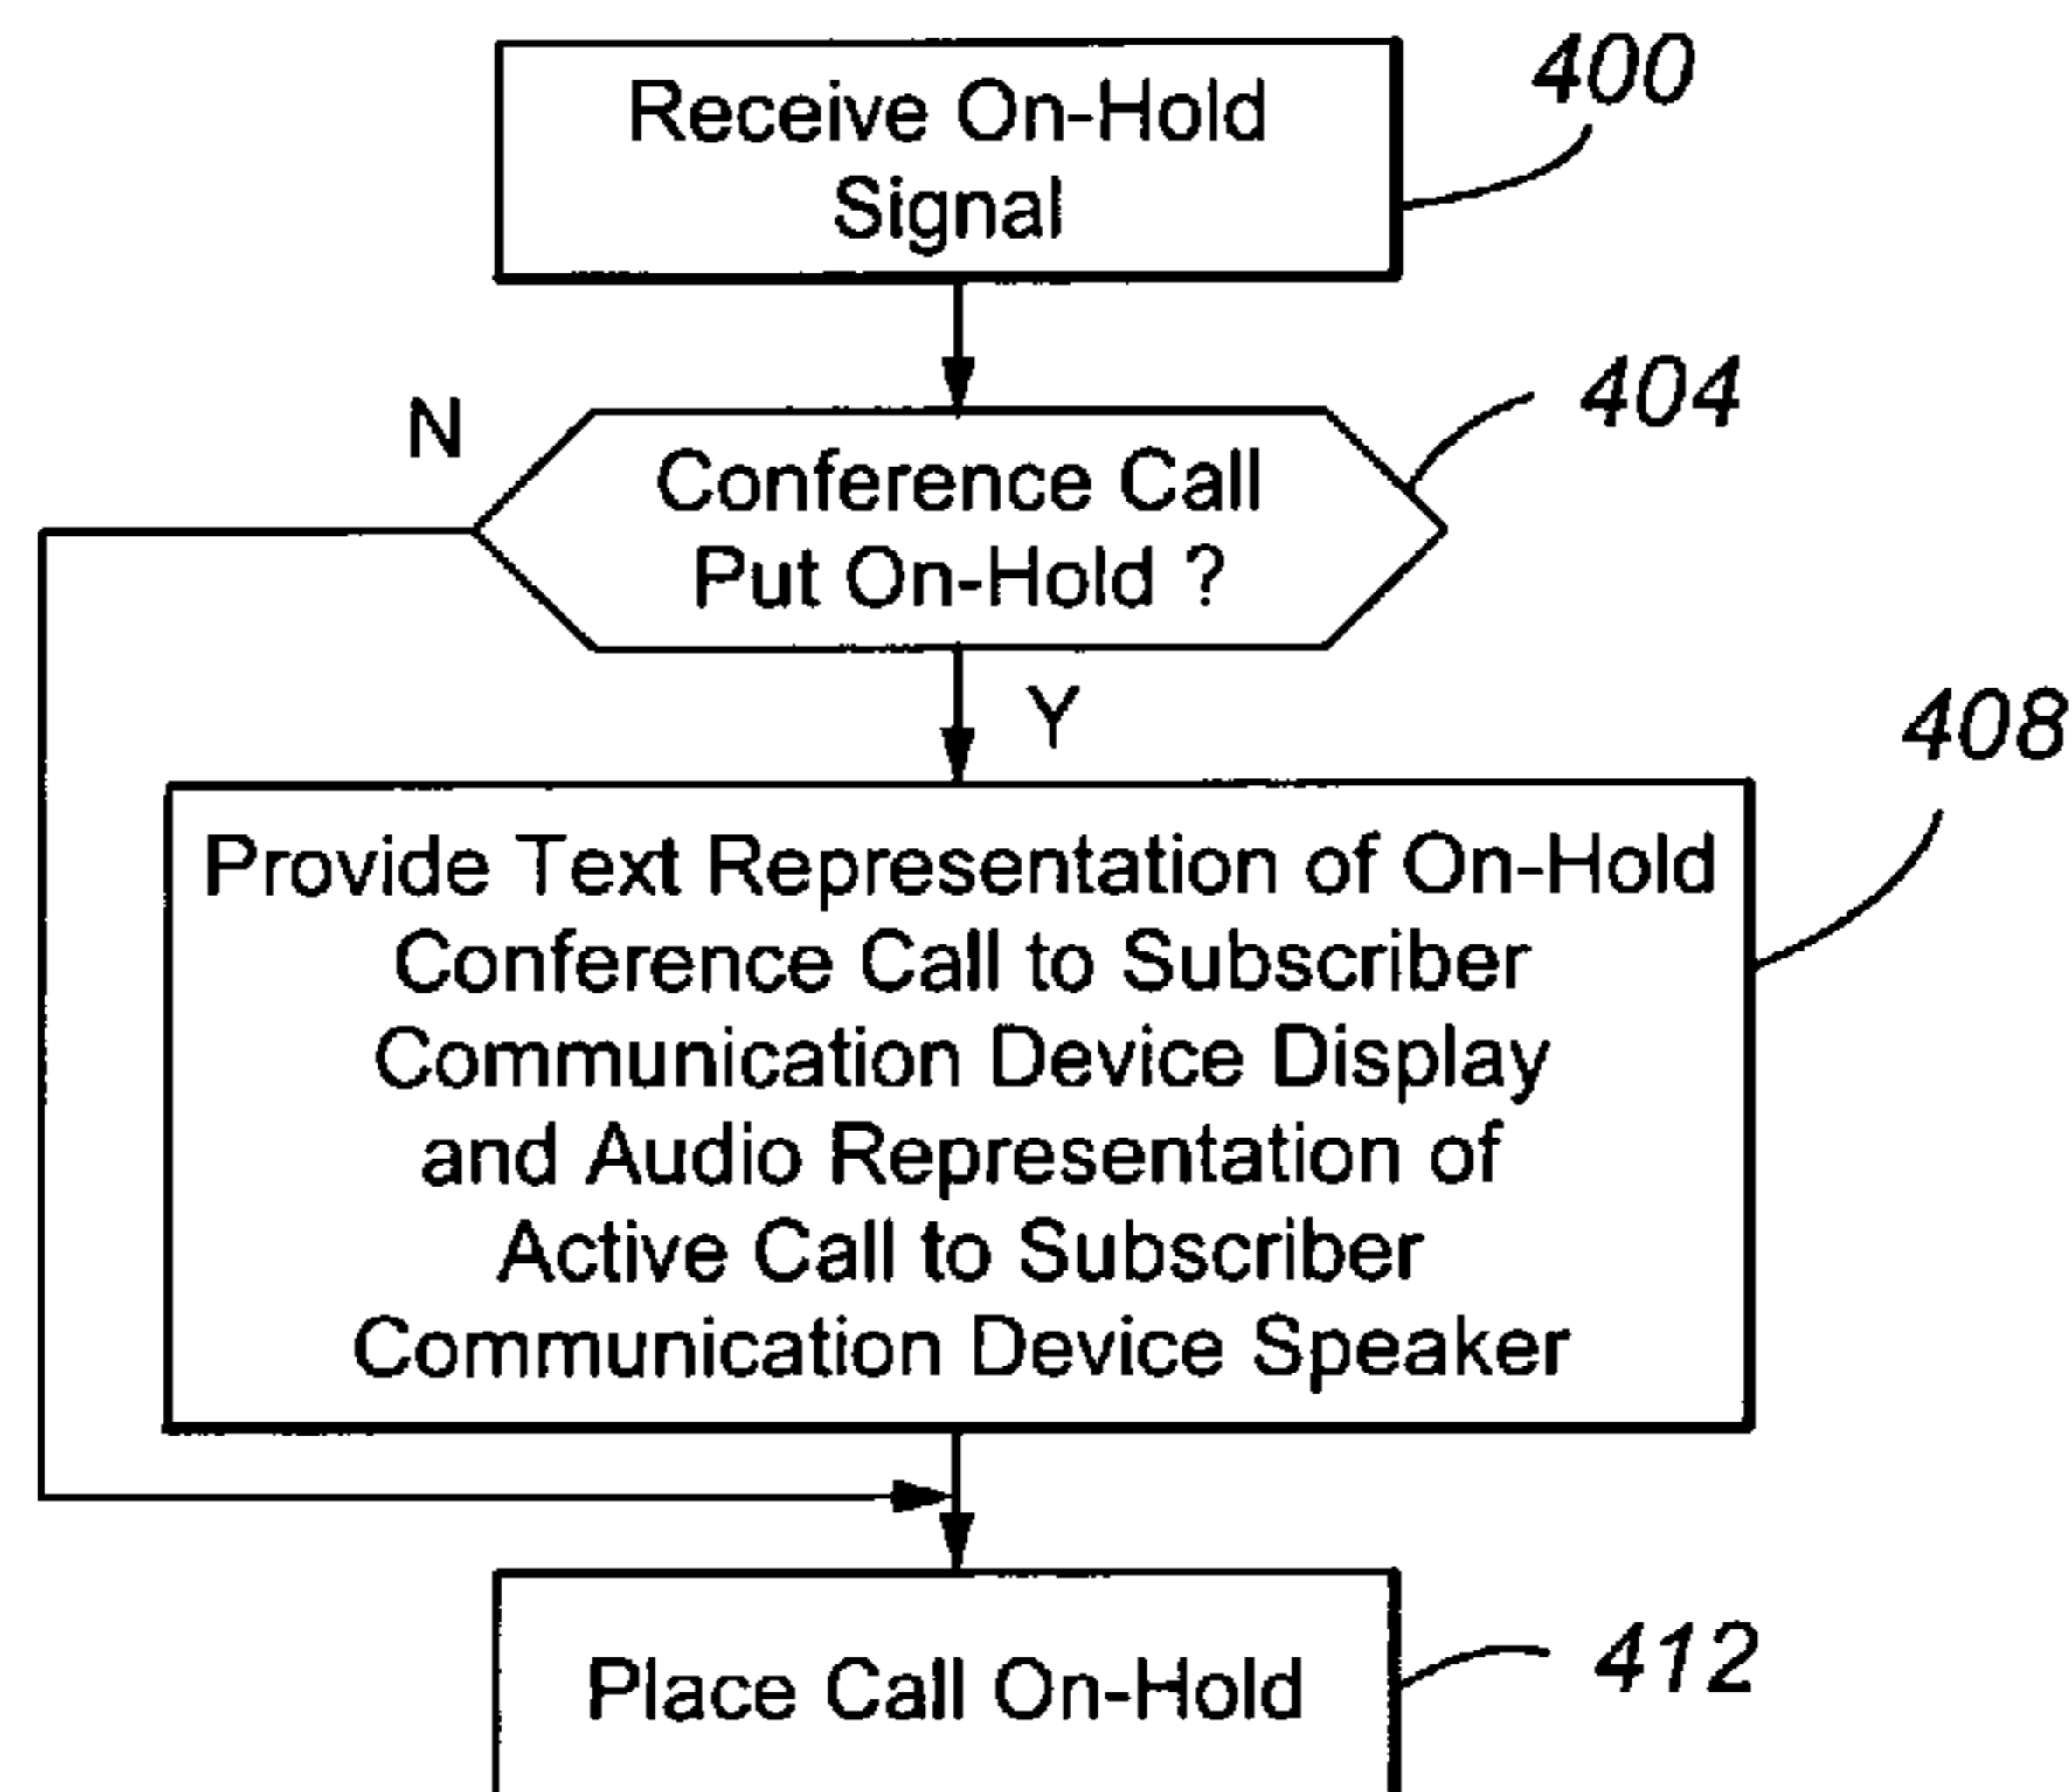 Receive On-Hold
Signal
400
N
404
Conference Call
Put On-Hold ?
Y
408
Provide Text Representation of On-Hold
Conference Call to Subscriber
Communication Device Display
and Audio Representation of
Active Call to Subscriber
Communication Device Speaker
Place Call On-Hold
412